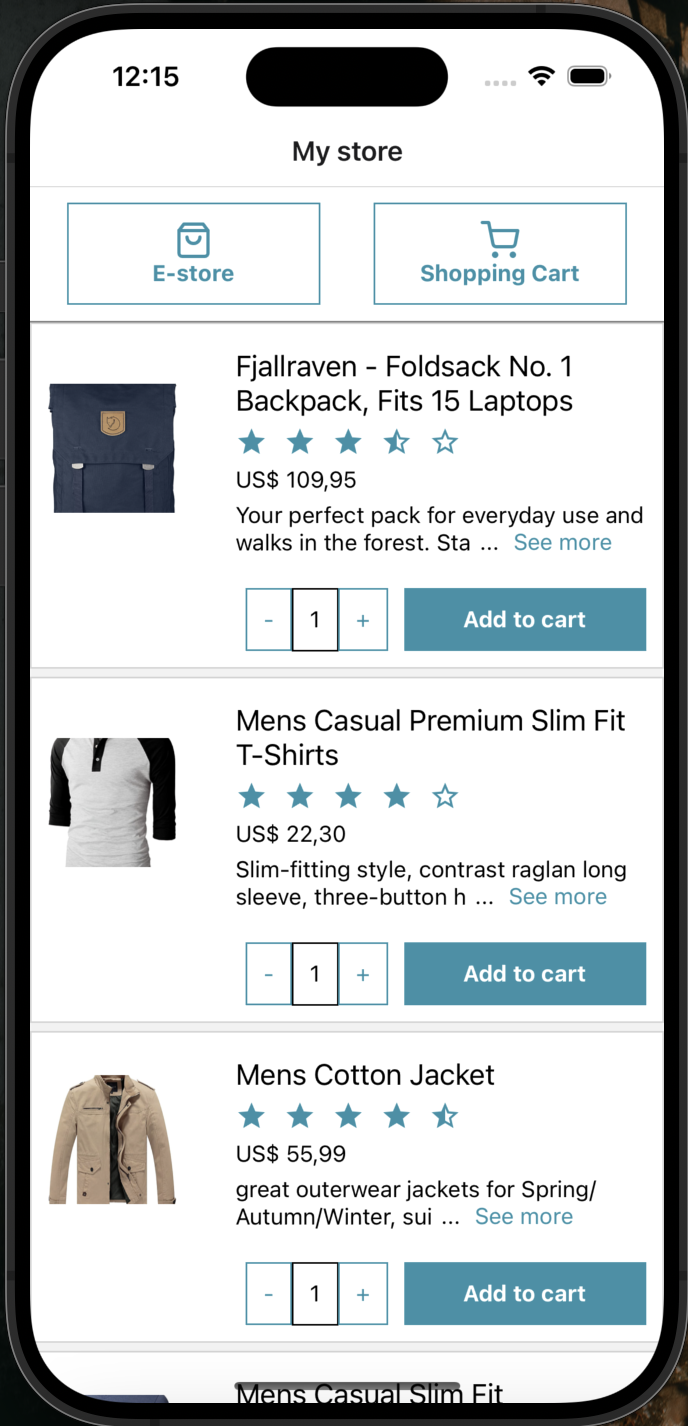 12:15
My store
E-store
Shopping Cart
Fjallraven - Foldsack No. 1
Backpack, Fits 15 Laptops
US$ 109,95
Your perfect pack for everyday use and
walks in the forest. Sta ... See more
- 1 + Add to cart
Mens Casual Premium Slim Fit
T-Shirts
US$ 22,30
Slim-fitting style, contrast raglan long
sleeve, three-button h ... See more
- 1 + Add to cart
Mens Cotton Jacket
US$ 55,99
great outerwear jackets for Spring/
Autumn/Winter, sui ... See more
- 1 + Add to cart
Mens Casual Slim Fit